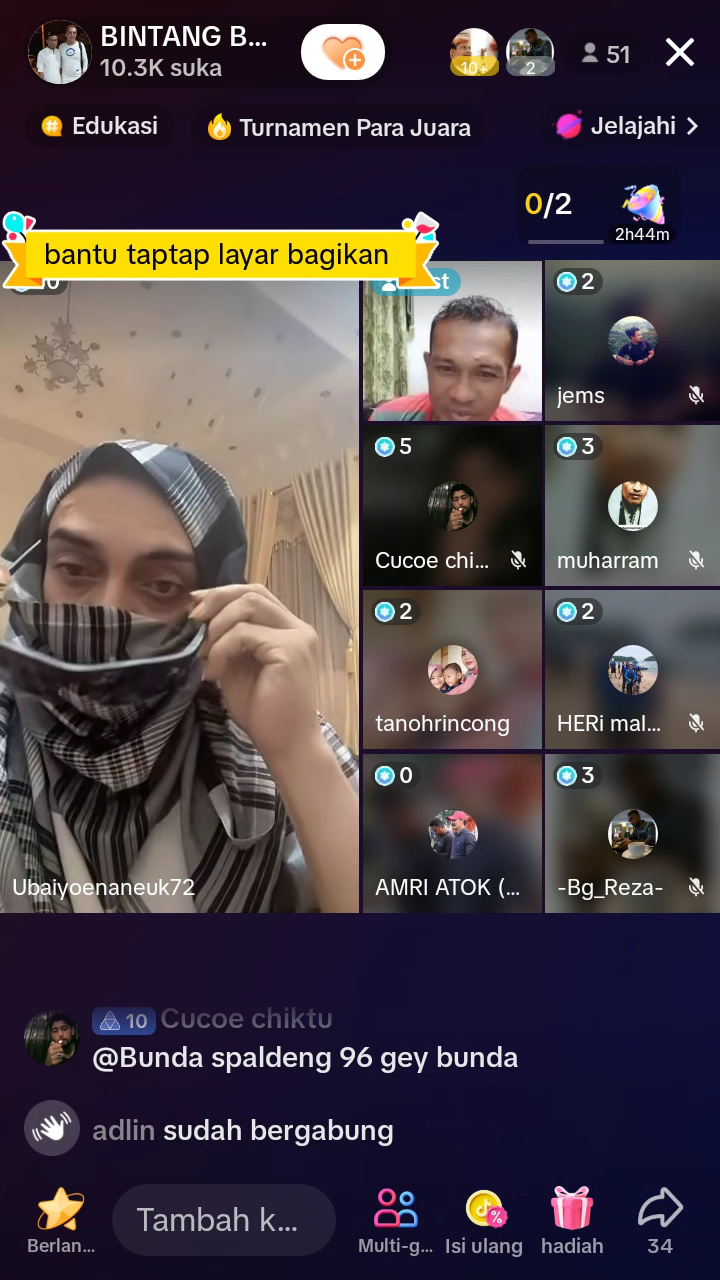 BINTANG B...
10.3K suka
10+
2
51
Edukasi
Turnamen Para Juara
Jelajahi
0/2
2h44m
bantu taptap layar bagikan
2
jems
5
Cucoe chi...
3
muharram
2
tanohrincong
2
HERi mal...
0
AMRI ATOK (...
3
-Bg_Reza-
Ubaiyoenaneuk72
10 Cucoe chiktu
@Bunda spaldeng 96 gey bunda
adlin sudah bergabung
Berlan...
Tambah k...
Multi-g...
Isi ulang
hadiah
34